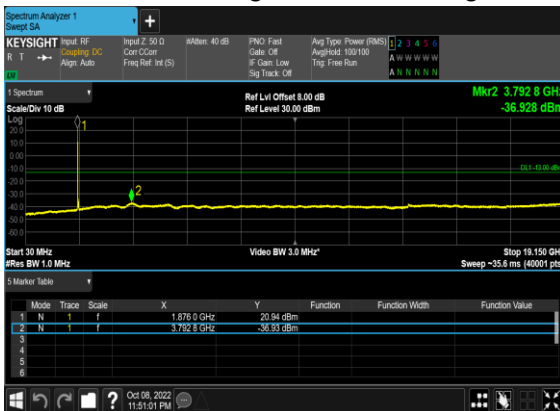 Spectrum Analyzer 1
Swept SA
KEYSIGHT
R T
LV
Input: RF
Coupling: DC
Align: Auto
Input Z: 50 Ω
Corr CCorr
Freq Ref: Int (S)
#Atten: 40 dB
PNO: Fast
Gate: Off
IF Gain: Low
Sig Track: Off
Avg Type: Power (RMS)
Avg|Hold: 100/100
Trig: Free Run
1 2 3 4 5 6
A W W W W W
A N N N N N
1 Spectrum
Scale/Div 10 dB
Ref Lvl Offset 8.00 dB
Ref Level 30.00 dBm
Mkr2 3.792 8 GHz
-36.928 dBm
Log
20.0
10.0
0.00
-10.0
-20.0
-30.0
-40.0
-50.0
-60.0
1
2
DL1 -13.00 dBm
Start 30 MHz
#Res BW 1.0 MHz
Video BW 3.0 MHz*
Stop 19.150 GH
Sweep ~35.6 ms (40001 pts
5 Marker Table
Mode Trace Scale X Y Function Function Width Function Value
1 N 1 f 1.876 0 GHz 20.94 dBm
2 N 1 f 3.792 8 GHz -36.93 dBm
3
4
5
6
Oct 08, 2022
11:51:01 PM